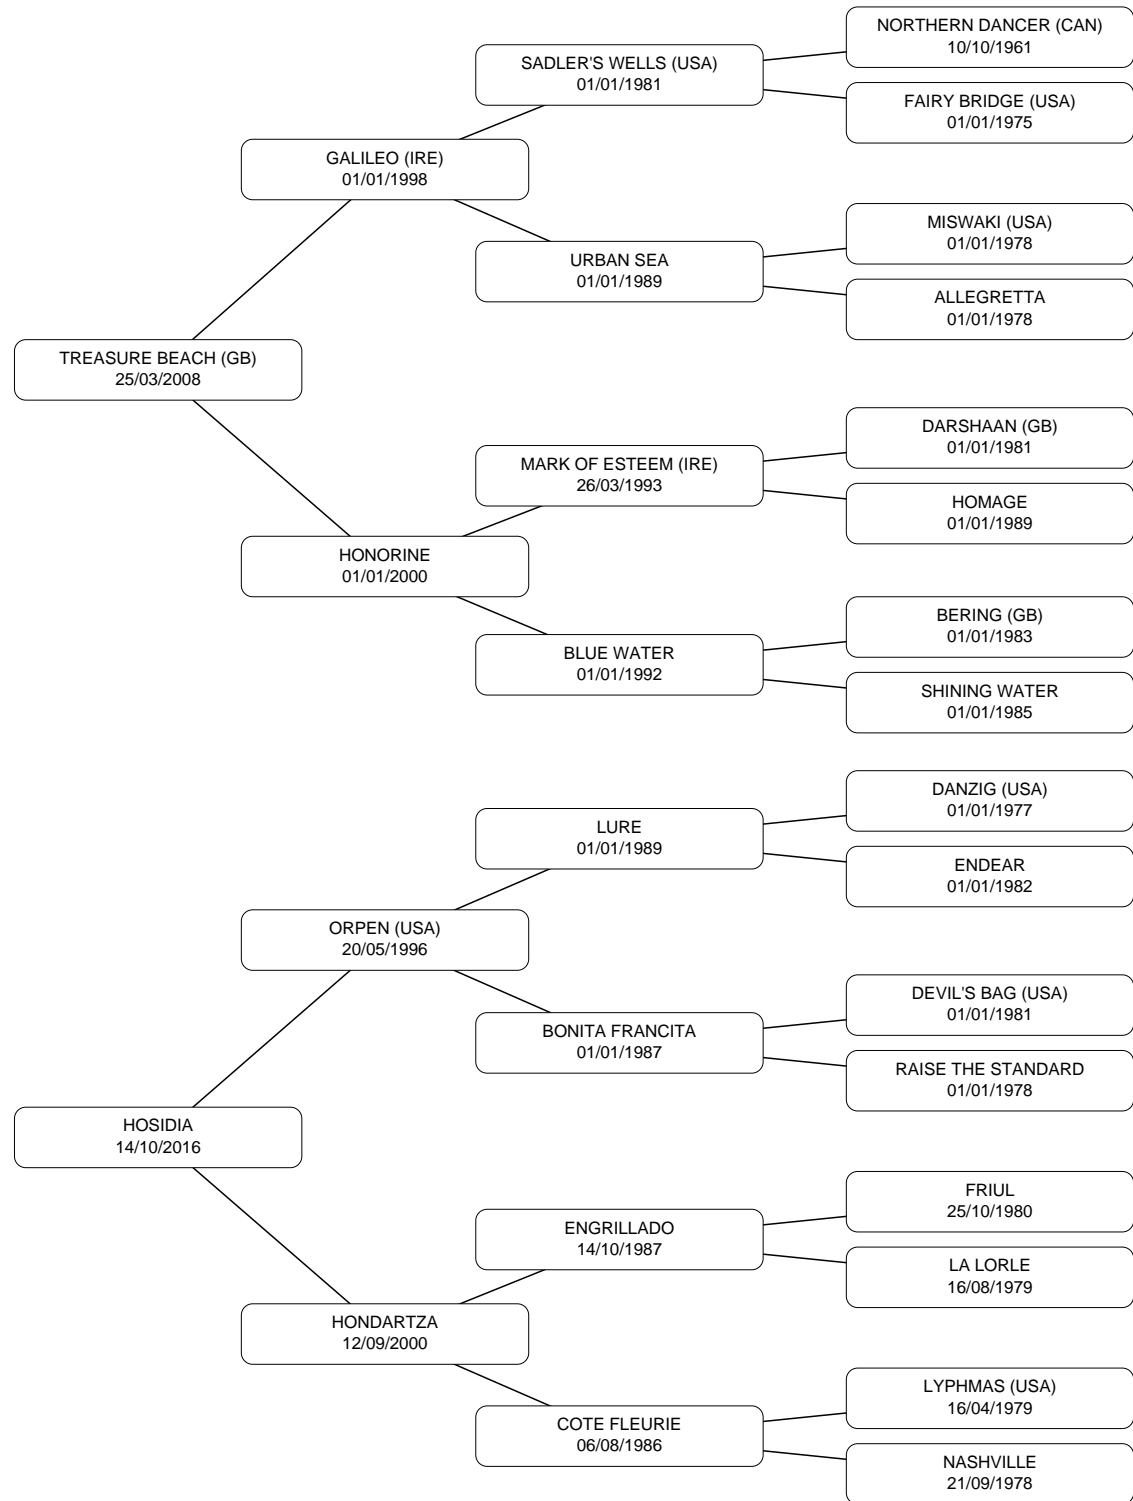 NORTHERN DANCER (CAN)
10/10/1961
SADLER'S WELLS (USA)
01/01/1981
FAIRY BRIDGE (USA)
01/01/1975
GALILEO (IRE)
01/01/1998
MISWAKI (USA)
01/01/1978
URBAN SEA
01/01/1989
ALLEGRETTA
01/01/1978
TREASURE BEACH (GB)
25/03/2008
DARSHAAN (GB)
01/01/1981
MARK OF ESTEEM (IRE)
26/03/1993
HOMAGE
01/01/1989
HONORINE
01/01/2000
BERING (GB)
01/01/1983
BLUE WATER
01/01/1992
SHINING WATER
01/01/1985
DANZIG (USA)
01/01/1977
LURE
01/01/1989
ENDEAR
01/01/1982
ORPEN (USA)
20/05/1996
DEVIL'S BAG (USA)
01/01/1981
BONITA FRANCITA
01/01/1987
RAISE THE STANDARD
01/01/1978
HOSIDIA
14/10/2016
FRIUL
25/10/1980
ENGRILLADO
14/10/1987
LA LORLE
16/08/1979
HONDARTZA
12/09/2000
LYPHMAS (USA)
16/04/1979
COTE FLEURIE
06/08/1986
NASHVILLE
21/09/1978